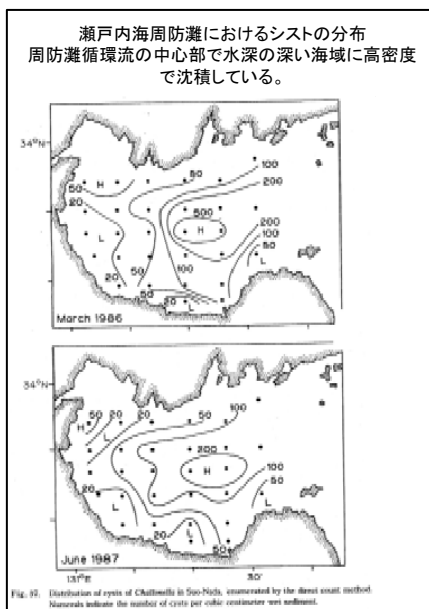 瀬戸内海周防灘におけるシストの分布
周防灘循環流の中心部で水深の深い海域に高密度
で沈積している。
34°N
50
H
20
L
20
50
50
20
L
50
100
200
500
H
200
100
50
L
100
March 1986
34°N
50
20
20
50
100
H
L
200
H
100
50
L
20
L
20
L
50
June 1987
131°E
30'
Fig. 37. Distribution of cysts of Chattonella in Suo-Nada, enumerated by the direct count method.
Numerals indicate the number of cysts per cubic centimeter wet sediment.